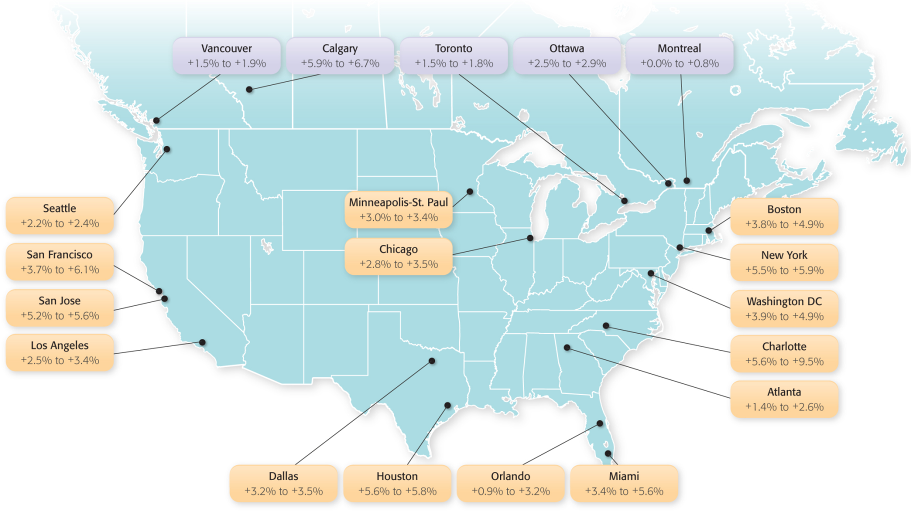 Vancouver
+1.5% to +1.9%
Calgary
+5.9% to +6.7%
Toronto
+1.5% to +1.8%
Ottawa
+2.5% to +2.9%
Montreal
+0.0% to +0.8%
Seattle
+2.2% to +2.4%
San Francisco
+3.7% to +6.1%
San Jose
+5.2% to +5.6%
Los Angeles
+2.5% to +3.4%
Minneapolis-St. Paul
+3.0% to +3.4%
Chicago
+2.8% to +3.5%
Boston
+3.8% to +4.9%
New York
+5.5% to +5.9%
Washington DC
+3.9% to +4.9%
Charlotte
+5.6% to +9.5%
Atlanta
+1.4% to +2.6%
Dallas
+3.2% to +3.5%
Houston
+5.6% to +5.8%
Orlando
+0.9% to +3.2%
Miami
+3.4% to +5.6%